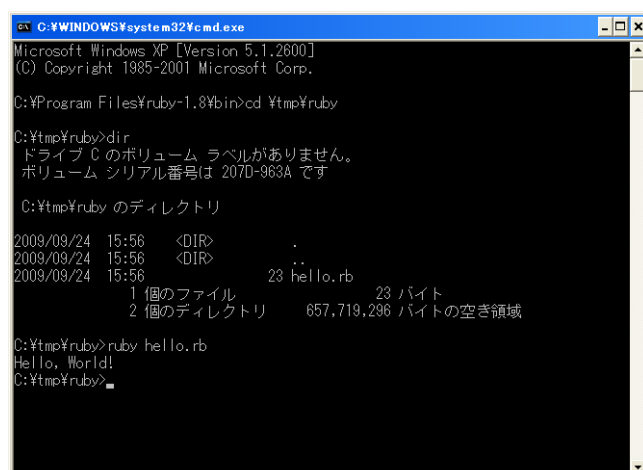 C:¥WINDOWS¥system32¥cmd.exe
Microsoft Windows XP [Version 5.1.2600]
(C) Copyright 1985-2001 Microsoft Corp.
C:¥Program Files¥ruby-1.8¥bin>cd ¥tmp¥ruby
C:¥tmp¥ruby>dir
ドライブ C のボリューム ラベルがありません。
ボリューム シリアル番号は 207D-963A です
C:¥tmp¥ruby のディレクトリ
2009/09/24 15:56 <DIR> .
2009/09/24 15:56 <DIR> ..
2009/09/24 15:56 23 hello.rb
1 個のファイル 23 バイト
2 個のディレクトリ 657,719,296 バイトの空き領域
C:¥tmp¥ruby>ruby hello.rb
Hello, World!
C:¥tmp¥ruby>